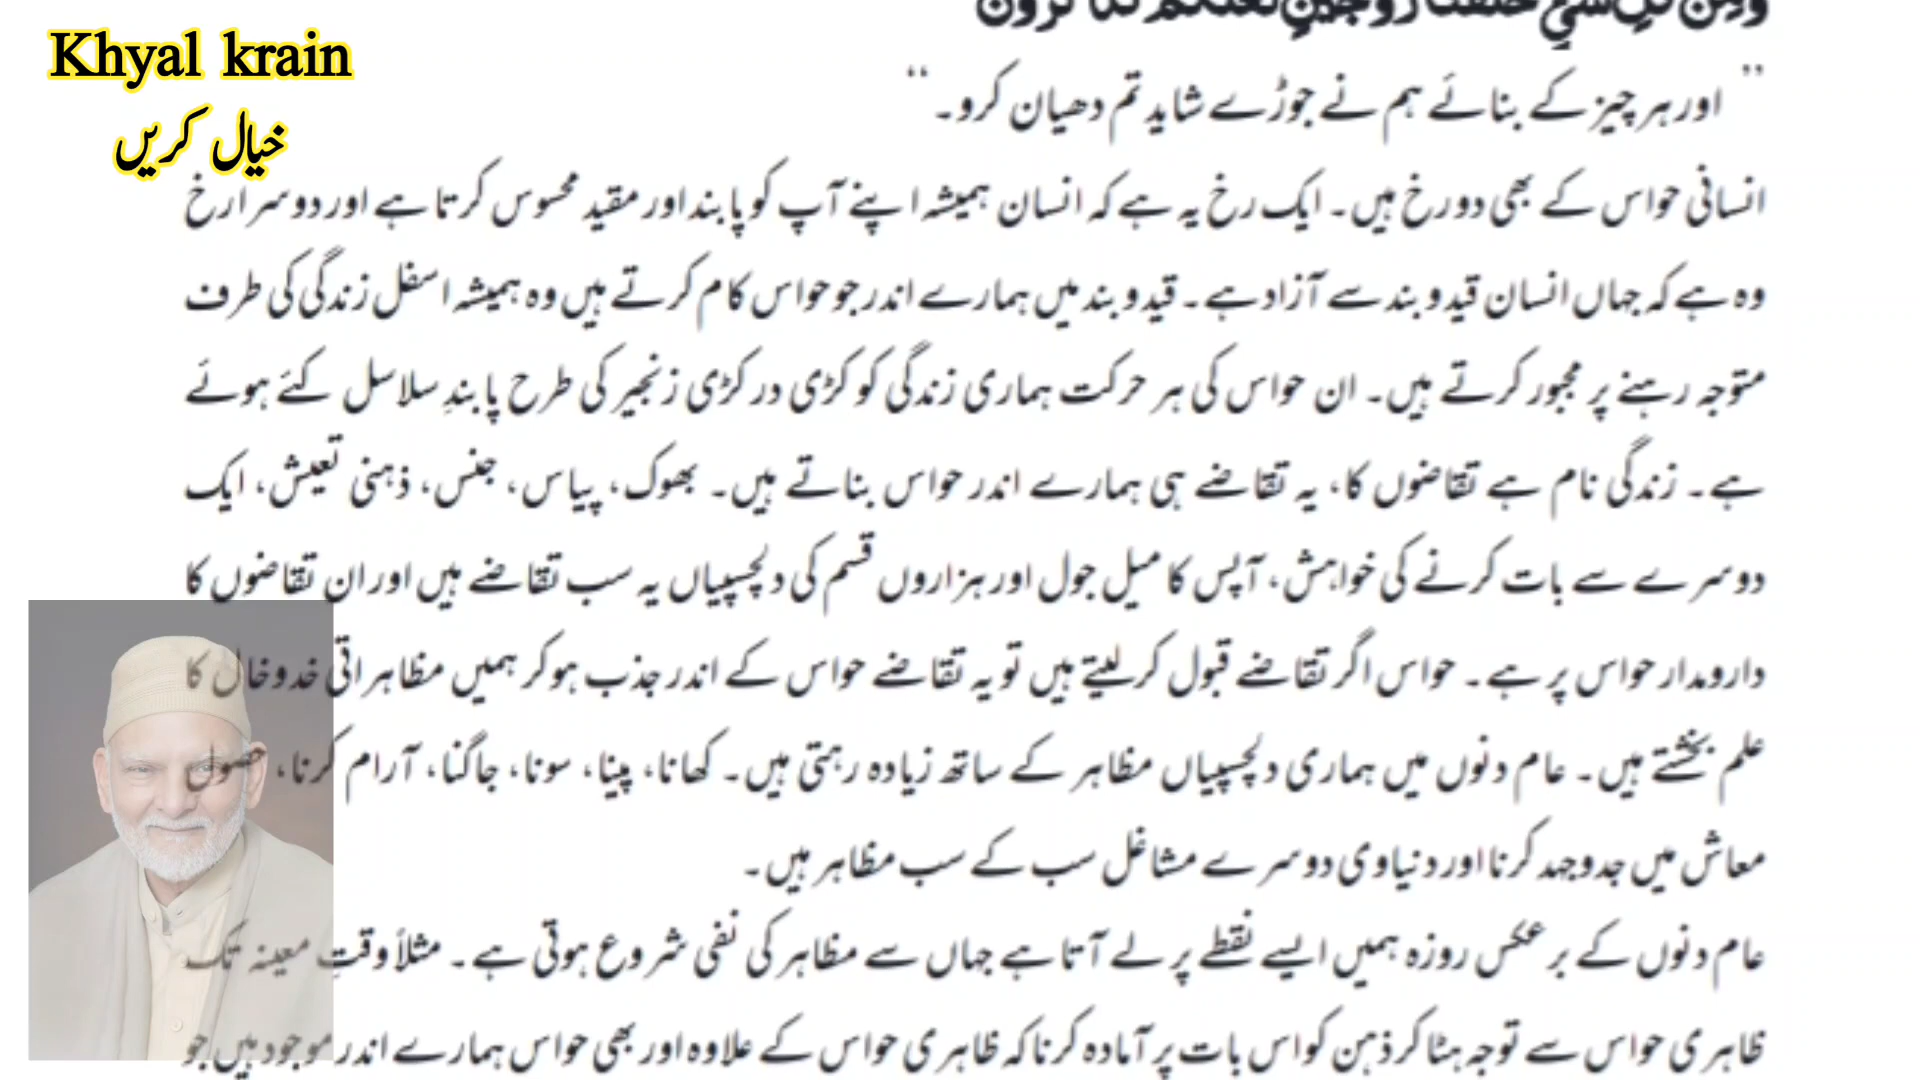 Khyal krain
خیال کریں
’’اور ہر چیز کے بنائے ہم نے جوڑے شاید تم دھیان کرو۔‘‘
انسانی حواس کے بھی دو رخ ہیں۔ ایک رخ یہ ہے کہ انسان ہمیشہ اپنے آپ کو پابند اور مقید محسوس کرتا ہے اور دوسرا رخ
وہ ہے کہ جہاں انسان قید و بند سے آزاد ہے۔ قید و بند میں ہمارے اندر جو حواس کام کرتے ہیں وہ ہمیشہ اسفل زندگی کی طرف
متوجہ رہنے پر مجبور کرتے ہیں۔ ان حواس کی ہر حرکت ہماری زندگی کو کڑی در کڑی زنجیر کی طرح پابندِ سلاسل کئے ہوئے
ہے۔ زندگی نام ہے تقاضوں کا، یہ تقاضے ہی ہمارے اندر حواس بناتے ہیں۔ بھوک، پیاس، جنس، ذہنی تعیش، ایک
دوسرے سے بات کرنے کی خواہش، آپس کا میل جول اور ہزاروں قسم کی دلچسپیاں یہ سب تقاضے ہیں اور ان تقاضوں کا
دارومدار حواس پر ہے۔ حواس اگر تقاضے قبول کرلیتے ہیں تو یہ تقاضے حواس کے اندر جذب ہوکر ہمیں مظاہراتی خدوخال کا
علم بخشتے ہیں۔ عام دنوں میں ہماری دلچسپیاں مظاہر کے ساتھ زیادہ رہتی ہیں۔ کھانا، پینا، سونا، جاگنا، آرام کرنا، حصول
معاش میں جدوجہد کرنا اور دنیاوی دوسرے مشاغل سب کے سب مظاہر ہیں۔
عام دنوں کے برعکس روزہ ہمیں ایسے نقطے پر لے آتا ہے جہاں سے مظاہر کی نفی شروع ہوتی ہے۔ مثلاً وقتِ معینہ تک
ظاہری حواس سے توجہ ہٹا کر ذہن کو اس بات پر آمادہ کرنا کہ ظاہری حواس کے علاوہ اور بھی حواس ہمارے اندر موجود ہیں جو